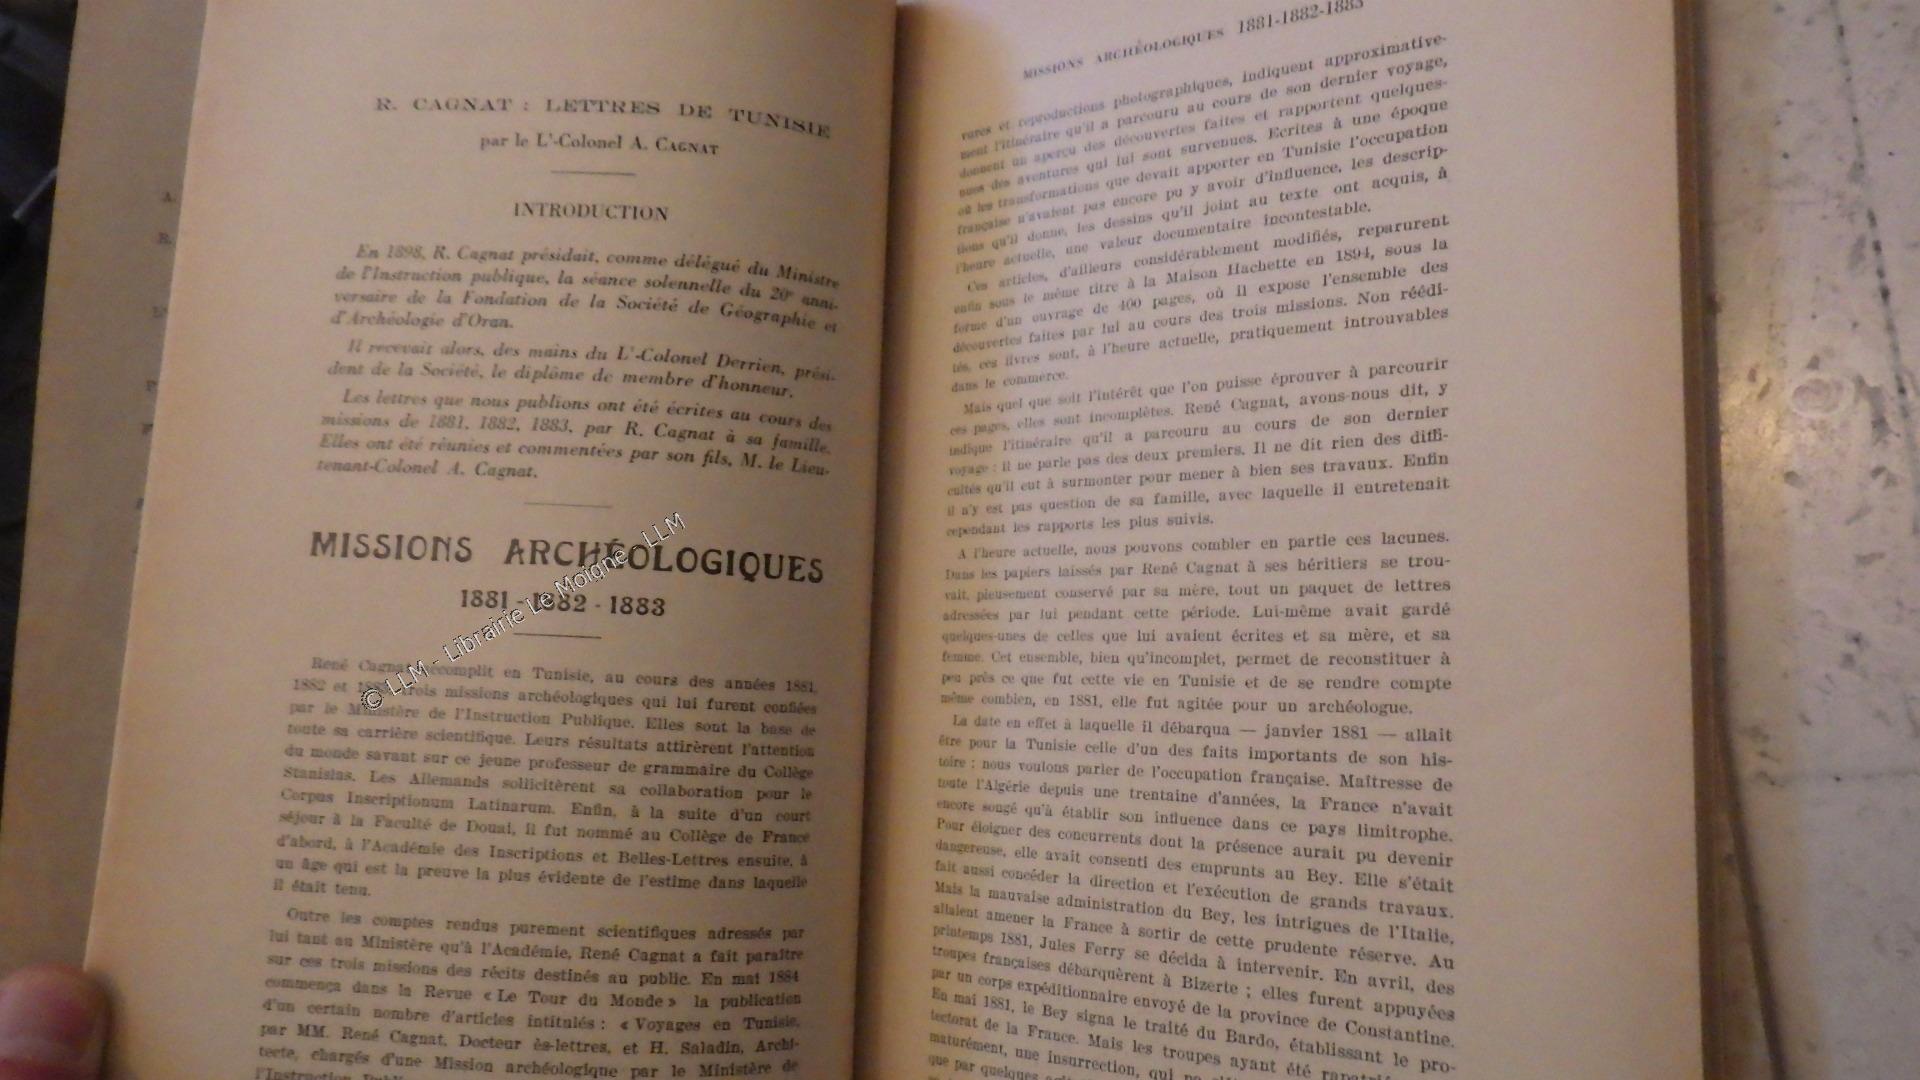 R. CAGNAT : LETTRES DE TUNISIE
par le Lt-Colonel A. CAGNAT
INTRODUCTION
En 1898, R. Cagnat présidait, comme délégué du Ministre
de l'Instruction publique, la séance solennelle du 20e anni-
versaire de la Fondation de la Société de Géographie et
d'Archéologie d'Oran.
Il recevait alors, des mains du Lt-Colonel Derrien, prési-
dent de la Société, le diplôme de membre d'honneur.
Les lettres que nous publions ont été écrites au cours des
missions de 1881, 1882, 1883, par R. Cagnat à sa famille.
Elles ont été réunies et commentées par son fils, M. le Lieu-
tenant-Colonel A. Cagnat.
MISSIONS ARCHÉOLOGIQUES
1881 - 1882 - 1883
René Cagnat accomplit en Tunisie, au cours des années 1881,
1882 et 1883, trois missions archéologiques qui lui furent confiées
par le Ministère de l'Instruction Publique. Elles sont la base de
toute sa carrière scientifique. Leurs résultats attirèrent l'attention
du monde savant sur ce jeune professeur de grammaire du Collège
Stanislas. Les Allemands sollicitèrent sa collaboration pour le
Corpus Inscriptionum Latinarum. Enfin, à la suite d'un court
séjour à la Faculté de Douai, il fut nommé au Collège de France
d'abord, à l'Académie des Inscriptions et Belles-Lettres ensuite, à
un âge qui est la preuve la plus évidente de l'estime dans laquelle
il était tenu.
Outre les comptes rendus purement scientifiques adressés par
lui tant au Ministère qu'à l'Académie, René Cagnat a fait paraître
sur ces trois missions des récits destinés au public. En mai 1884
commença dans la Revue « Le Tour du Monde » la publication
d'un certain nombre d'articles intitulés : « Voyages en Tunisie,
par MM. René Cagnat, Docteur ès-lettres, et H. Saladin, Archi-
tecte, chargés d'une Mission archéologique par le Ministère de
l'Instruction
© LLM - Librairie Le Moigne LLM
MISSIONS ARCHÉOLOGIQUES 1881-1882-1883
vures et reproductions photographiques, indiquent approximative-
ment l'itinéraire qu'il a parcouru au cours de son dernier voyage,
donnent un aperçu des découvertes faites et rapportent quelques-
unes des aventures qui lui sont survenues. Ecrites à une époque
où les transformations que devait apporter en Tunisie l'occupation
française n'avaient pas encore pu y avoir d'influence, les descrip-
tions qu'il donne, les dessins qu'il joint au texte ont acquis, à
l'heure actuelle, une valeur documentaire incontestable.
Ces articles, d'ailleurs considérablement modifiés, reparurent
enfin sous le même titre à la Maison Hachette en 1894, sous la
forme d'un ouvrage de 400 pages, où il expose l'ensemble des
découvertes faites par lui au cours des trois missions. Non réédi-
tés, ces livres sont, à l'heure actuelle, pratiquement introuvables
dans le commerce.
Mais quel que soit l'intérêt que l'on puisse éprouver à parcourir
ces pages, elles sont incomplètes. René Cagnat, avons-nous dit, y
indique l'itinéraire qu'il a parcouru au cours de son dernier
voyage ; il ne parle pas des deux premiers. Il ne dit rien des diffi-
cultés qu'il eut à surmonter pour mener à bien ses travaux. Enfin
il n'y est pas question de sa famille, avec laquelle il entretenait
cependant les rapports les plus suivis.
A l'heure actuelle, nous pouvons combler en partie ces lacunes.
Dans les papiers laissés par René Cagnat à ses héritiers se trou-
vait, pieusement conservé par sa mère, tout un paquet de lettres
adressées par lui pendant cette période. Lui-même avait gardé
quelques-unes de celles que lui avaient écrites et sa mère, et sa
femme. Cet ensemble, bien qu'incomplet, permet de reconstituer à
peu près ce que fut cette vie en Tunisie et de se rendre compte
même combien, en 1881, elle fut agitée pour un archéologue.
La date en effet à laquelle il débarqua — janvier 1881 — allait
être pour la Tunisie celle d'un des faits importants de son his-
toire : nous voulons parler de l'occupation française. Maîtresse de
toute l'Algérie depuis une trentaine d'années, la France n'avait
encore songé qu'à établir son influence dans ce pays limitrophe.
Pour éloigner des concurrents dont la présence aurait pu devenir
dangereuse, elle avait consenti des emprunts au Bey. Elle s'était
fait aussi concéder la direction et l'exécution de grands travaux.
Mais la mauvaise administration du Bey, les intrigues de l'Italie,
allaient amener la France à sortir de cette prudente réserve. Au
printemps 1881, Jules Ferry se décida à intervenir. En avril, des
troupes françaises débarquèrent à Bizerte ; elles furent appuyées
par un corps expéditionnaire envoyé de la province de Constantine.
En mai 1881, le Bey signa le traité du Bardo, établissant le pro-
tectorat de la France. Mais les troupes ayant été
maturément, une insurrection, qui
que par quelques